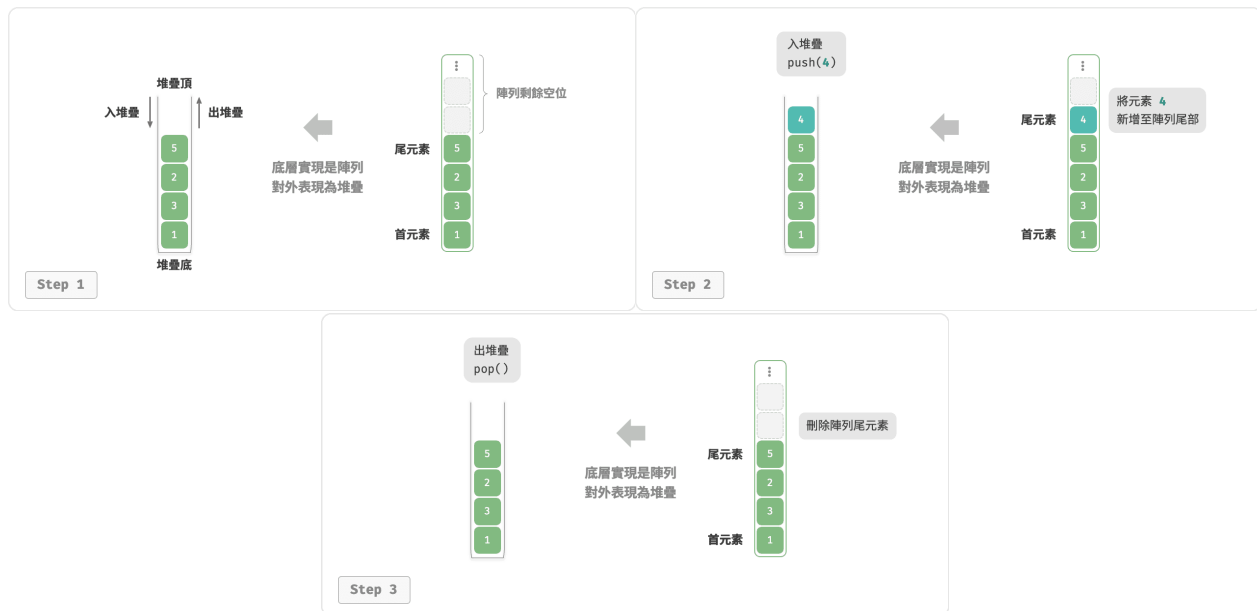 堆疊頂
入堆疊
出堆疊
5
2
3
1
堆疊底
底層實現是陣列
對外表現為堆疊
陣列剩餘空位
尾元素
5
2
3
首元素
1
Step 1
入堆疊
push(4)
4
5
2
3
1
底層實現是陣列
對外表現為堆疊
尾元素
4
5
2
3
首元素
1
將元素 4
新增至陣列尾部
Step 2
出堆疊
pop()
5
2
3
1
底層實現是陣列
對外表現為堆疊
刪除陣列尾元素
尾元素
5
2
3
首元素
1
Step 3